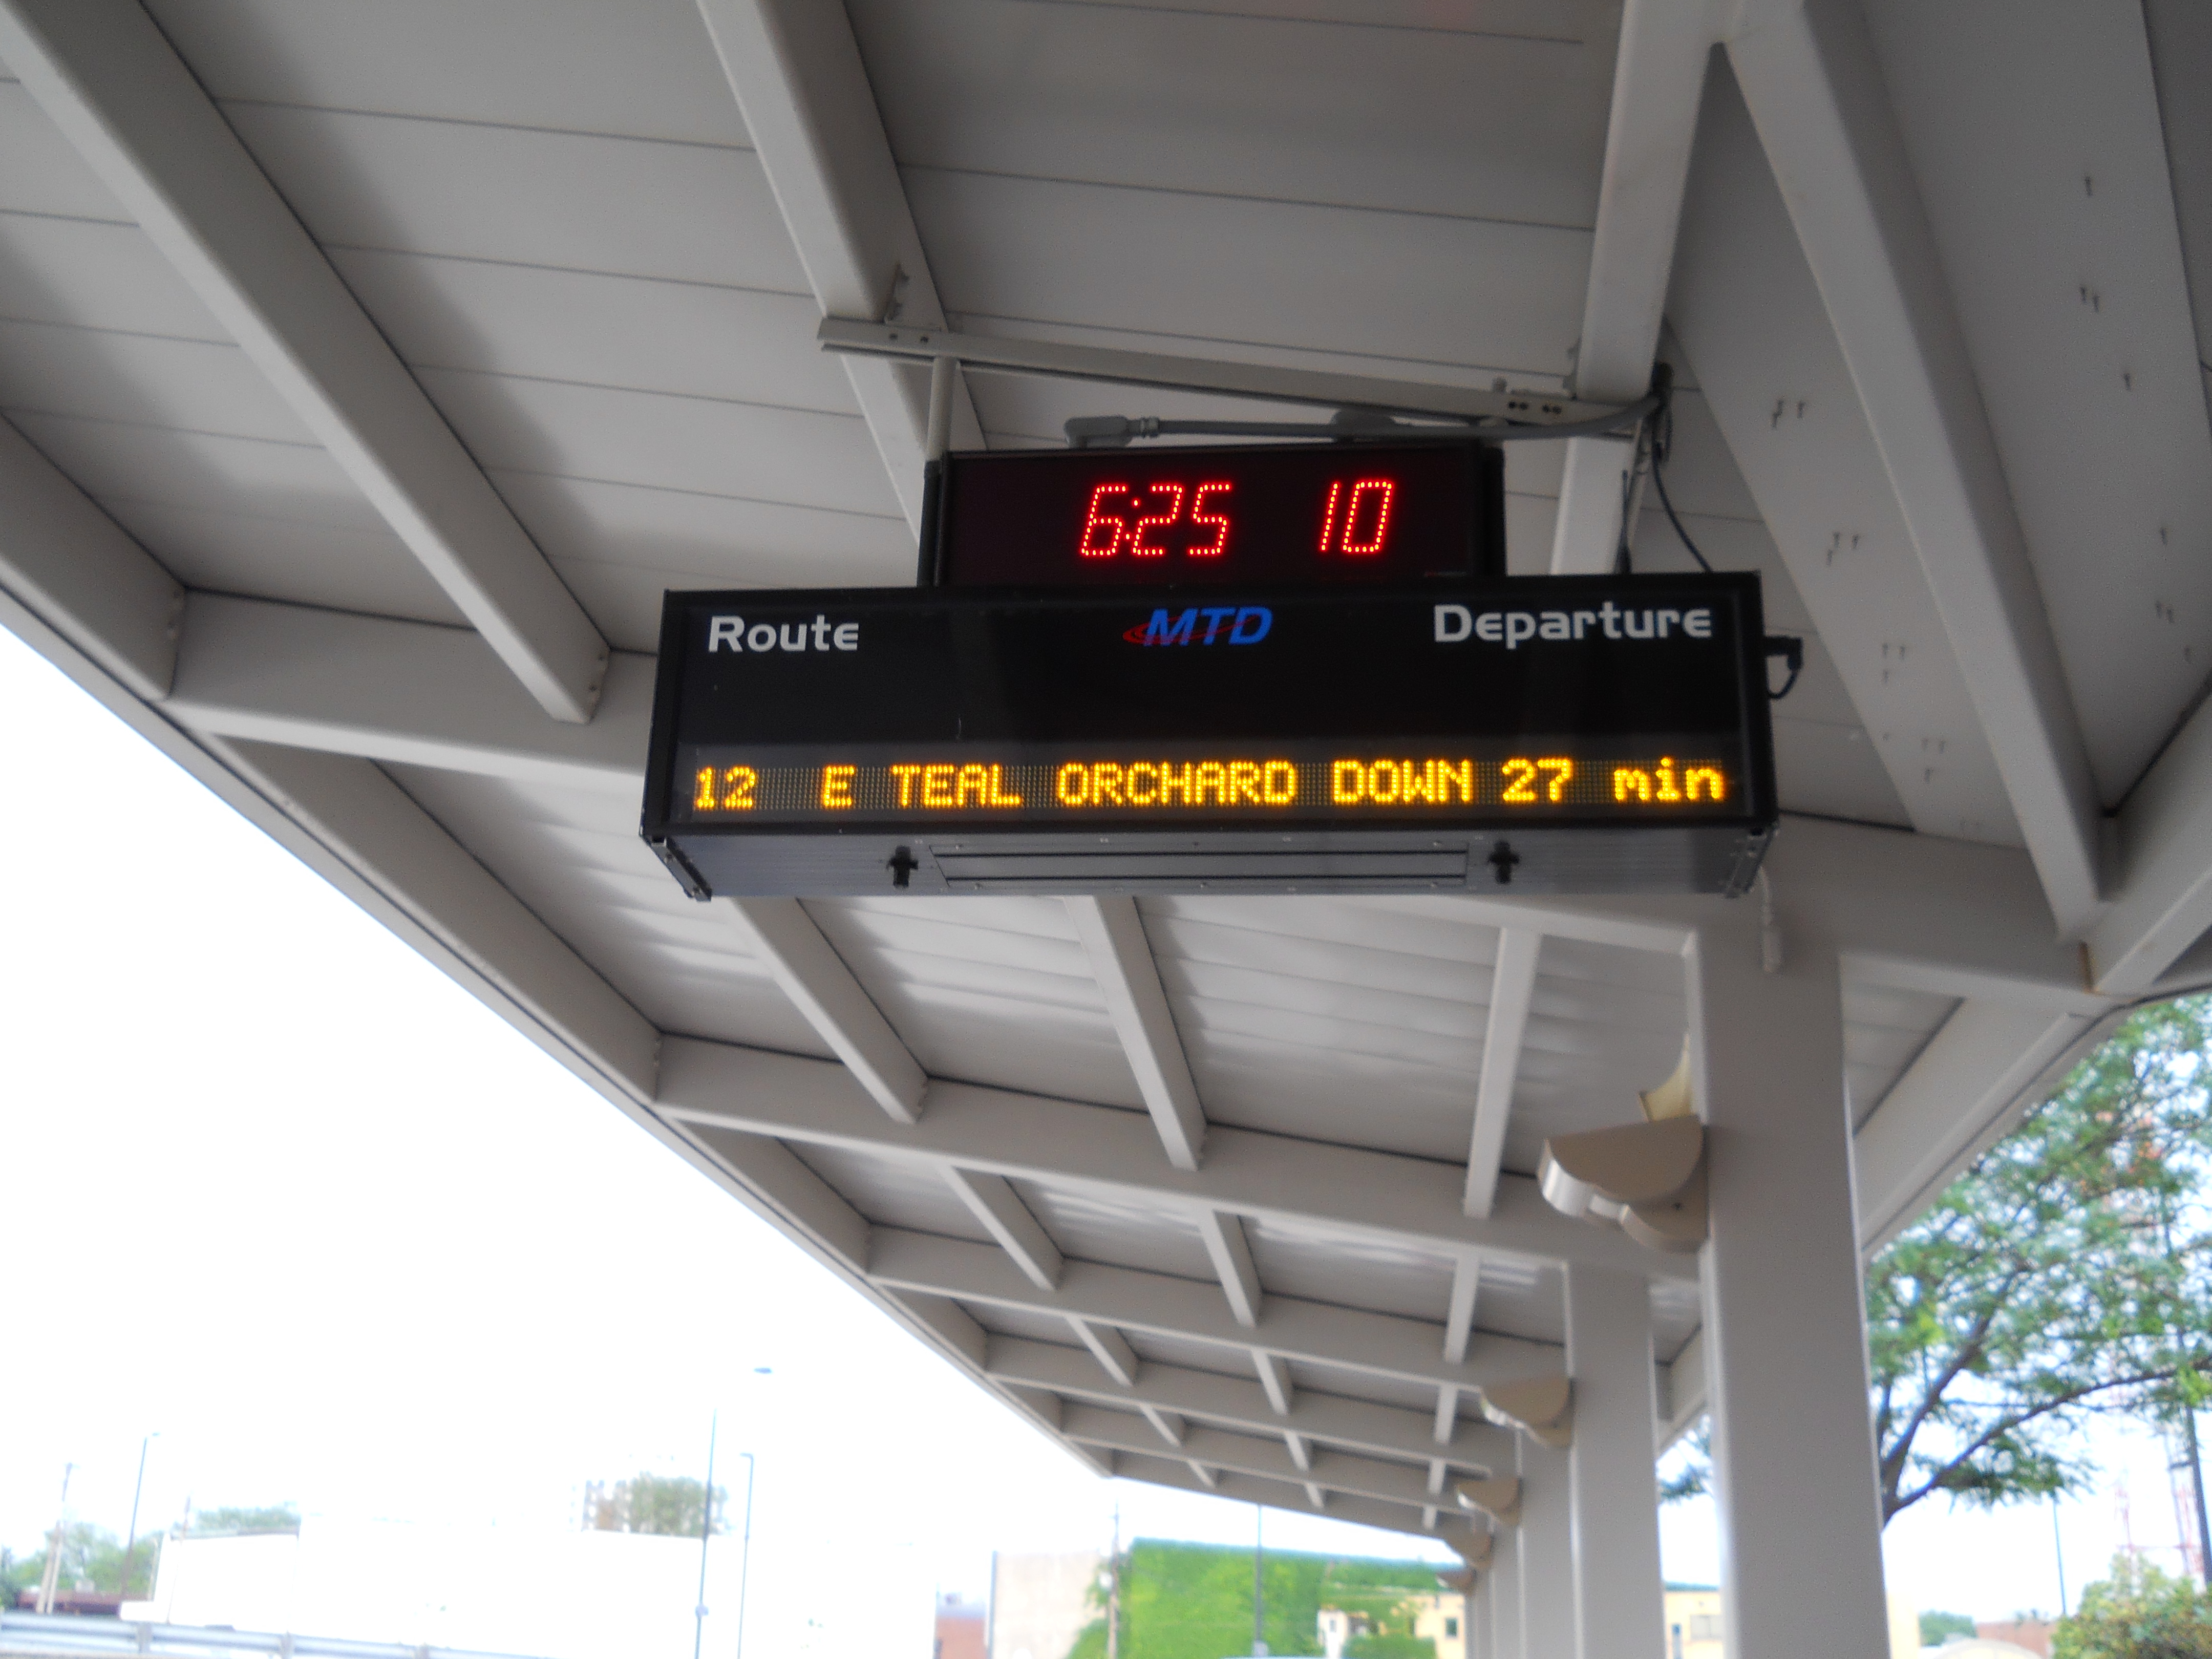 6:25 10
Route MTD Departure
12 E TEAL ORCHARD DOWN 27 min